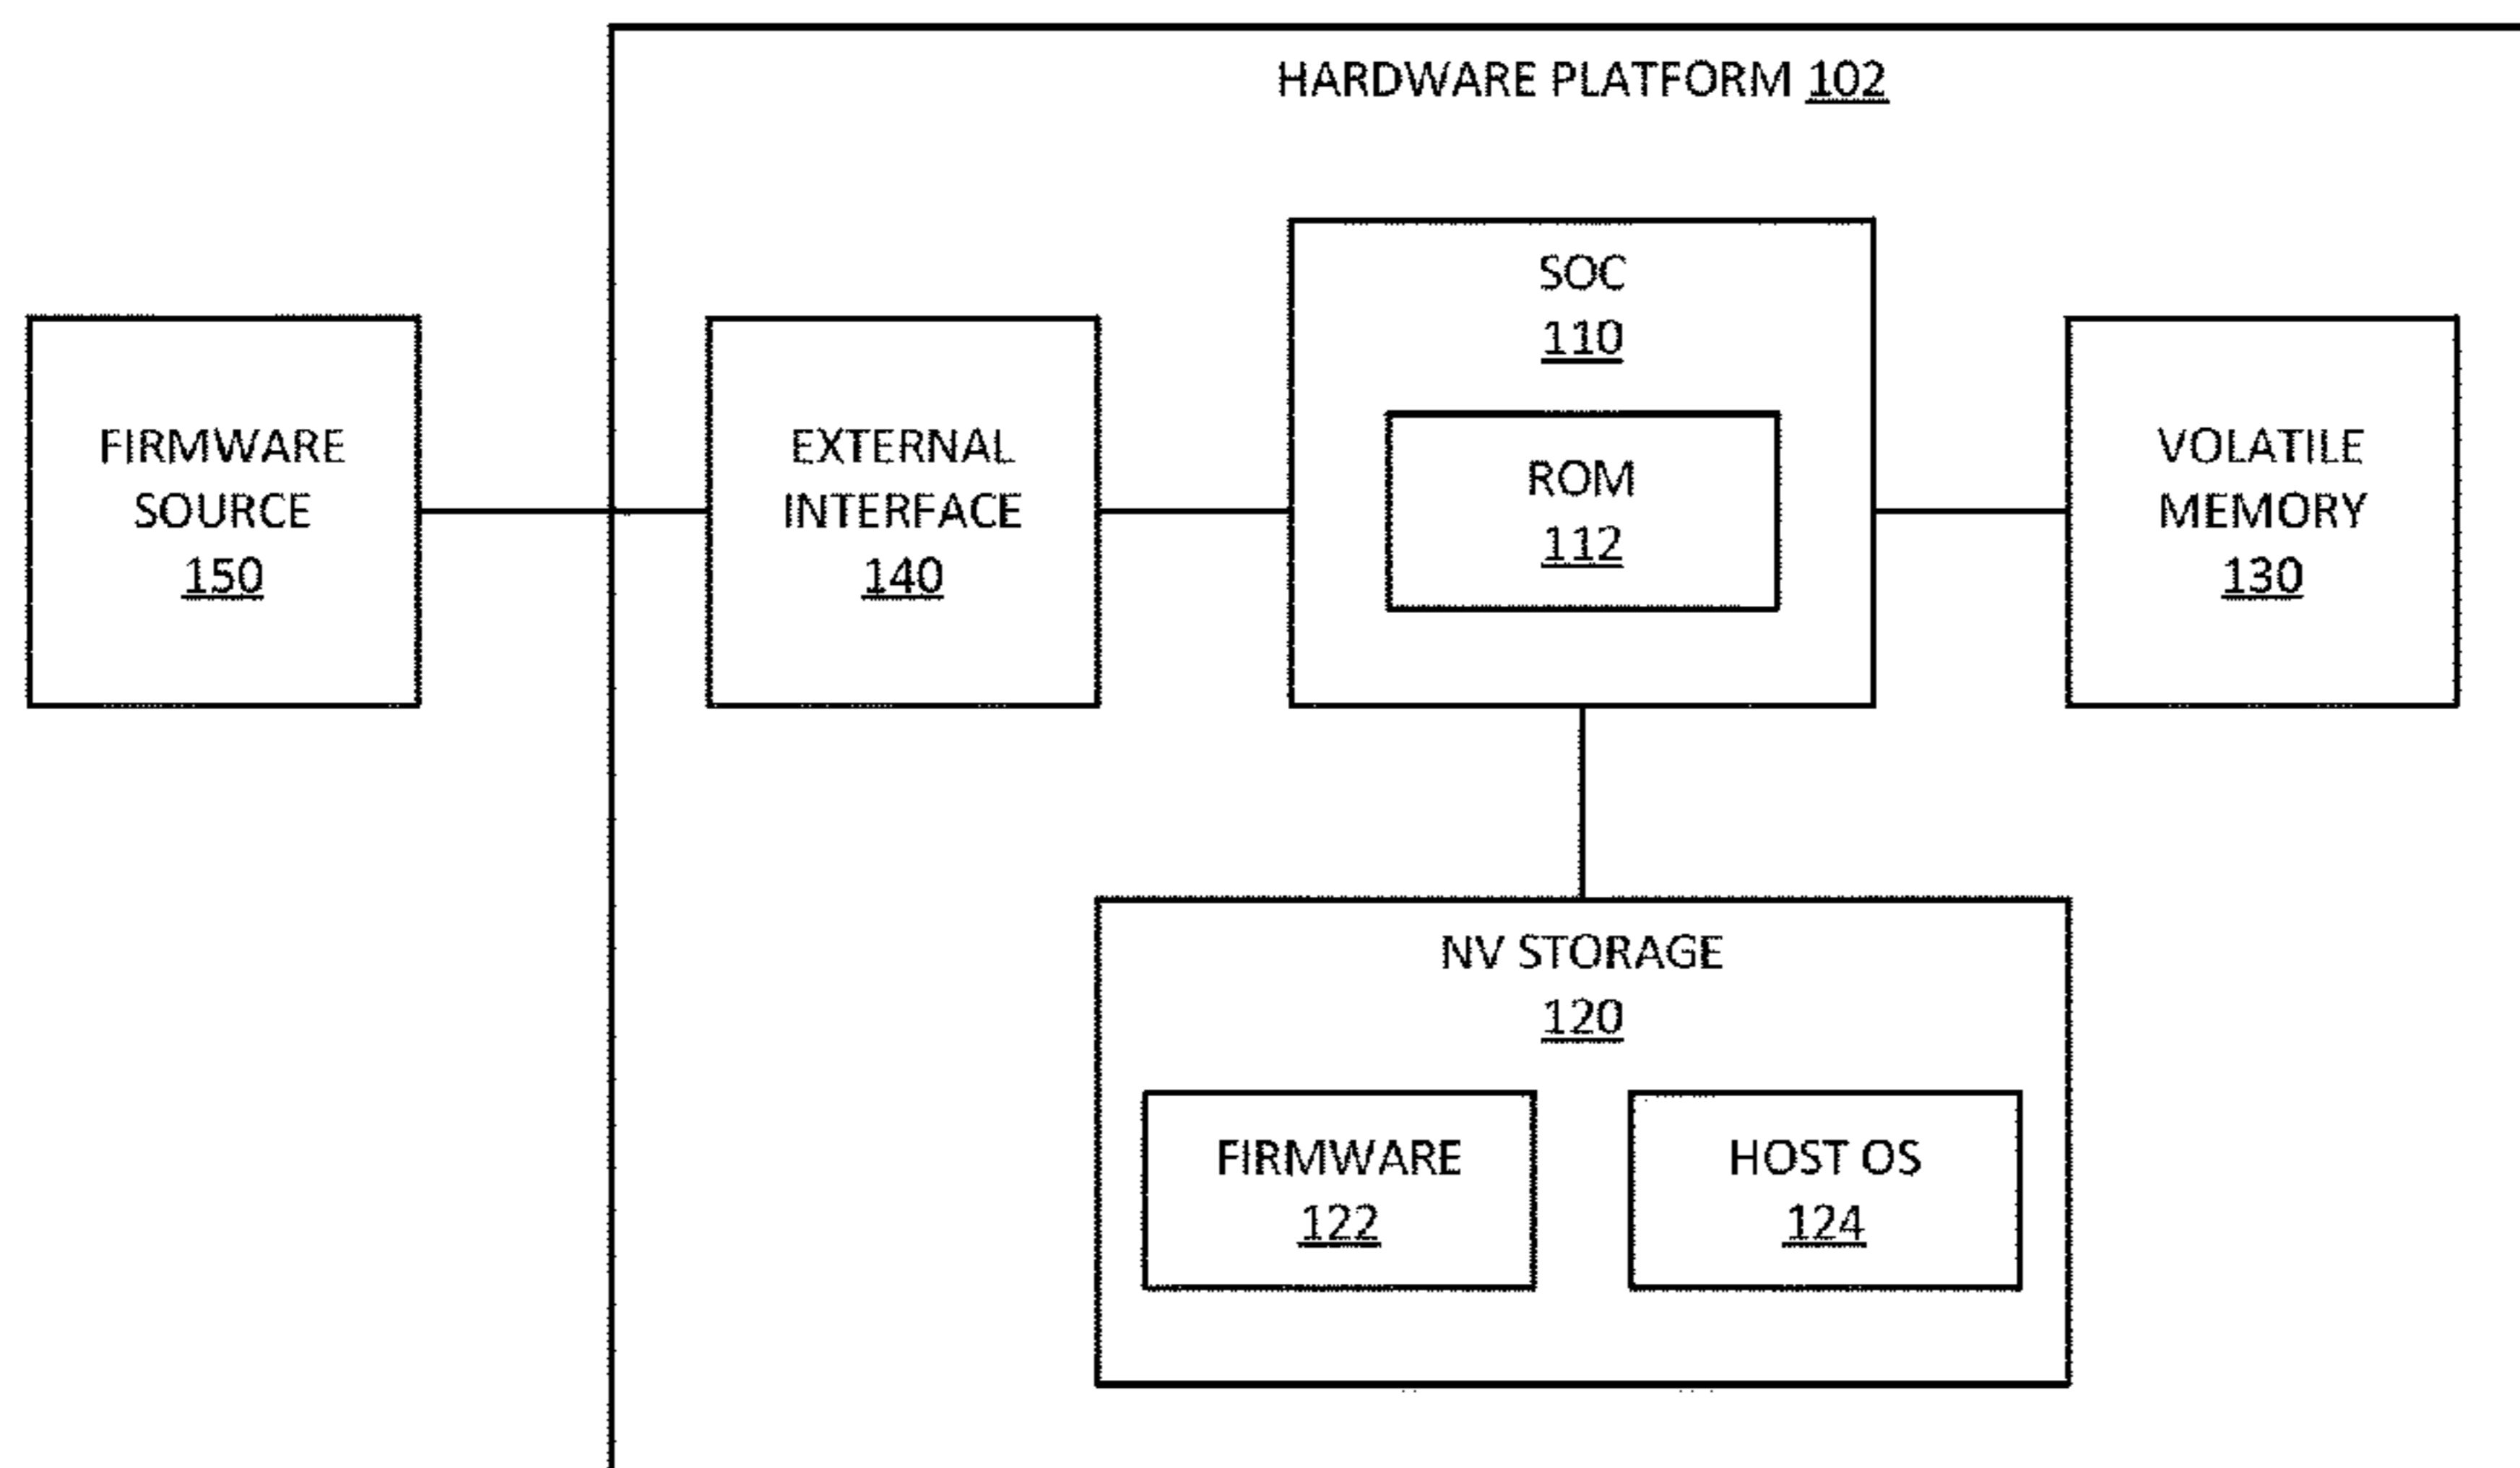 HARDWARE PLATFORM 102
FIRMWARE
SOURCE
150
EXTERNAL
INTERFACE
140
SOC
110
ROM
112
VOLATILE
MEMORY
130
NV STORAGE
120
FIRMWARE
122
HOST OS
124